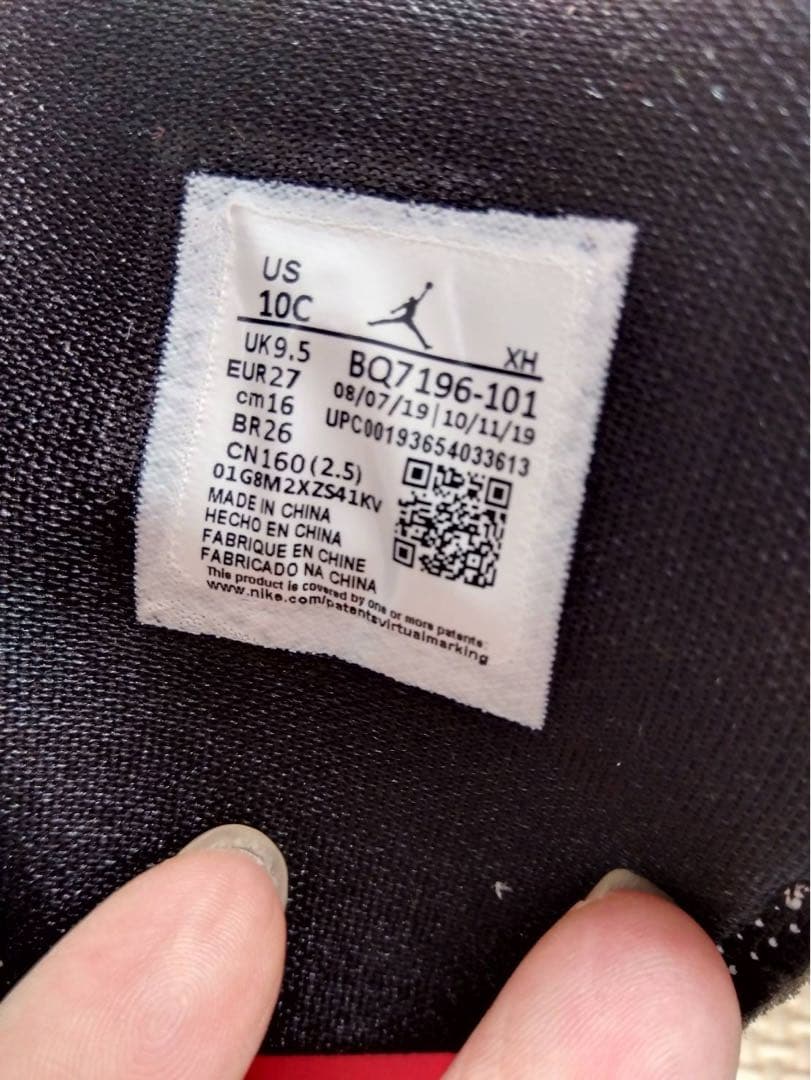 US
10C
XH
UK9.5
BQ7196-101
EUR27
08/07/19|10/11/19
cm16
UPC00193654033613
BR26
CN160(2.5)
01G8M2XZS41KV
MADE IN CHINA
HECHO EN CHINA
FABRIQUE EN CHINE
FABRICADO NA CHINA
This product is covered by one or more patents:
www.nike.com/patentsvirtualmarking